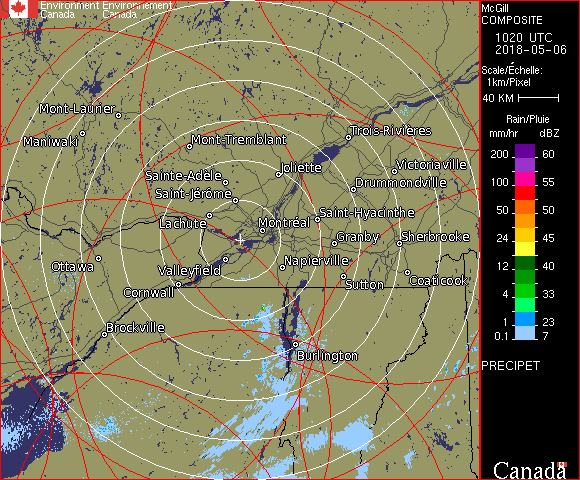 Environment Environnement
Canada Canada
McGill
COMPOSITE
1020 UTC
2018-05-06
Scale/Échelle:
1km/Pixel
40 KM
Rain/Pluie
mm/hr dBZ
200 60
100 55
50 50
24 45
12 40
4 33
1 23
0.1 7
PRECIPET
Mont-Laurier
Maniwaki
Mont-Tremblant
Trois-Rivières
Joliette
Victoriaville
Sainte-Adèle
Drummondville
Saint-Jérôme
Lachute
Saint-Hyacinthe
Montréal
Granby
Sherbrooke
Ottawa
Valleyfield
Napierville
Cornwall
Sutton
Coaticook
Brockville
Burlington
Canada